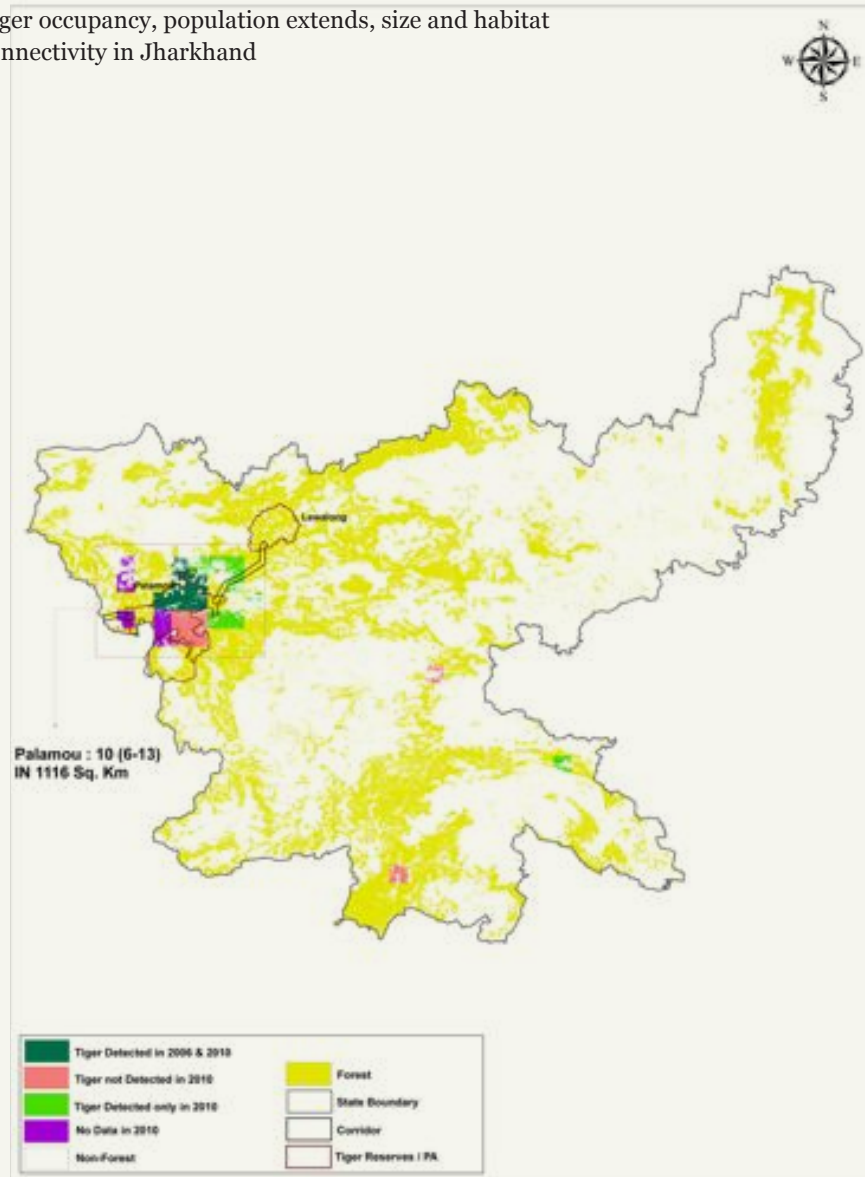 ger occupancy, population extends, size and habitat
nnectivity in Jharkhand
N
W E
S
Lawalong
Palamou
Palamou : 10 (6-13)
IN 1116 Sq. Km
Tiger Detected in 2006 & 2010
Tiger not Detected in 2010
Tiger Detected only in 2010
No Data in 2010
Non-Forest
Forest
State Boundary
Corridor
Tiger Reserves / PA